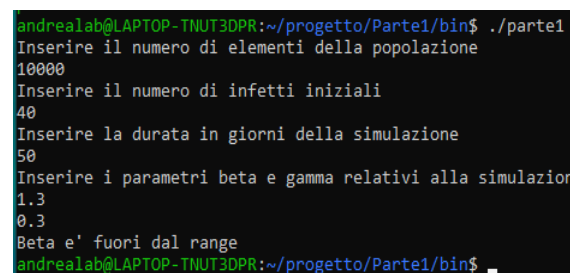 andrealab@LAPTOP-TNUT3DPR:~/progetto/Parte1/bin$ ./parte1
Inserire il numero di elementi della popolazione
10000
Inserire il numero di infetti iniziali
40
Inserire la durata in giorni della simulazione
50
Inserire i parametri beta e gamma relativi alla simulazion
1.3
0.3
Beta e' fuori dal range
andrealab@LAPTOP-TNUT3DPR:~/progetto/Parte1/bin$